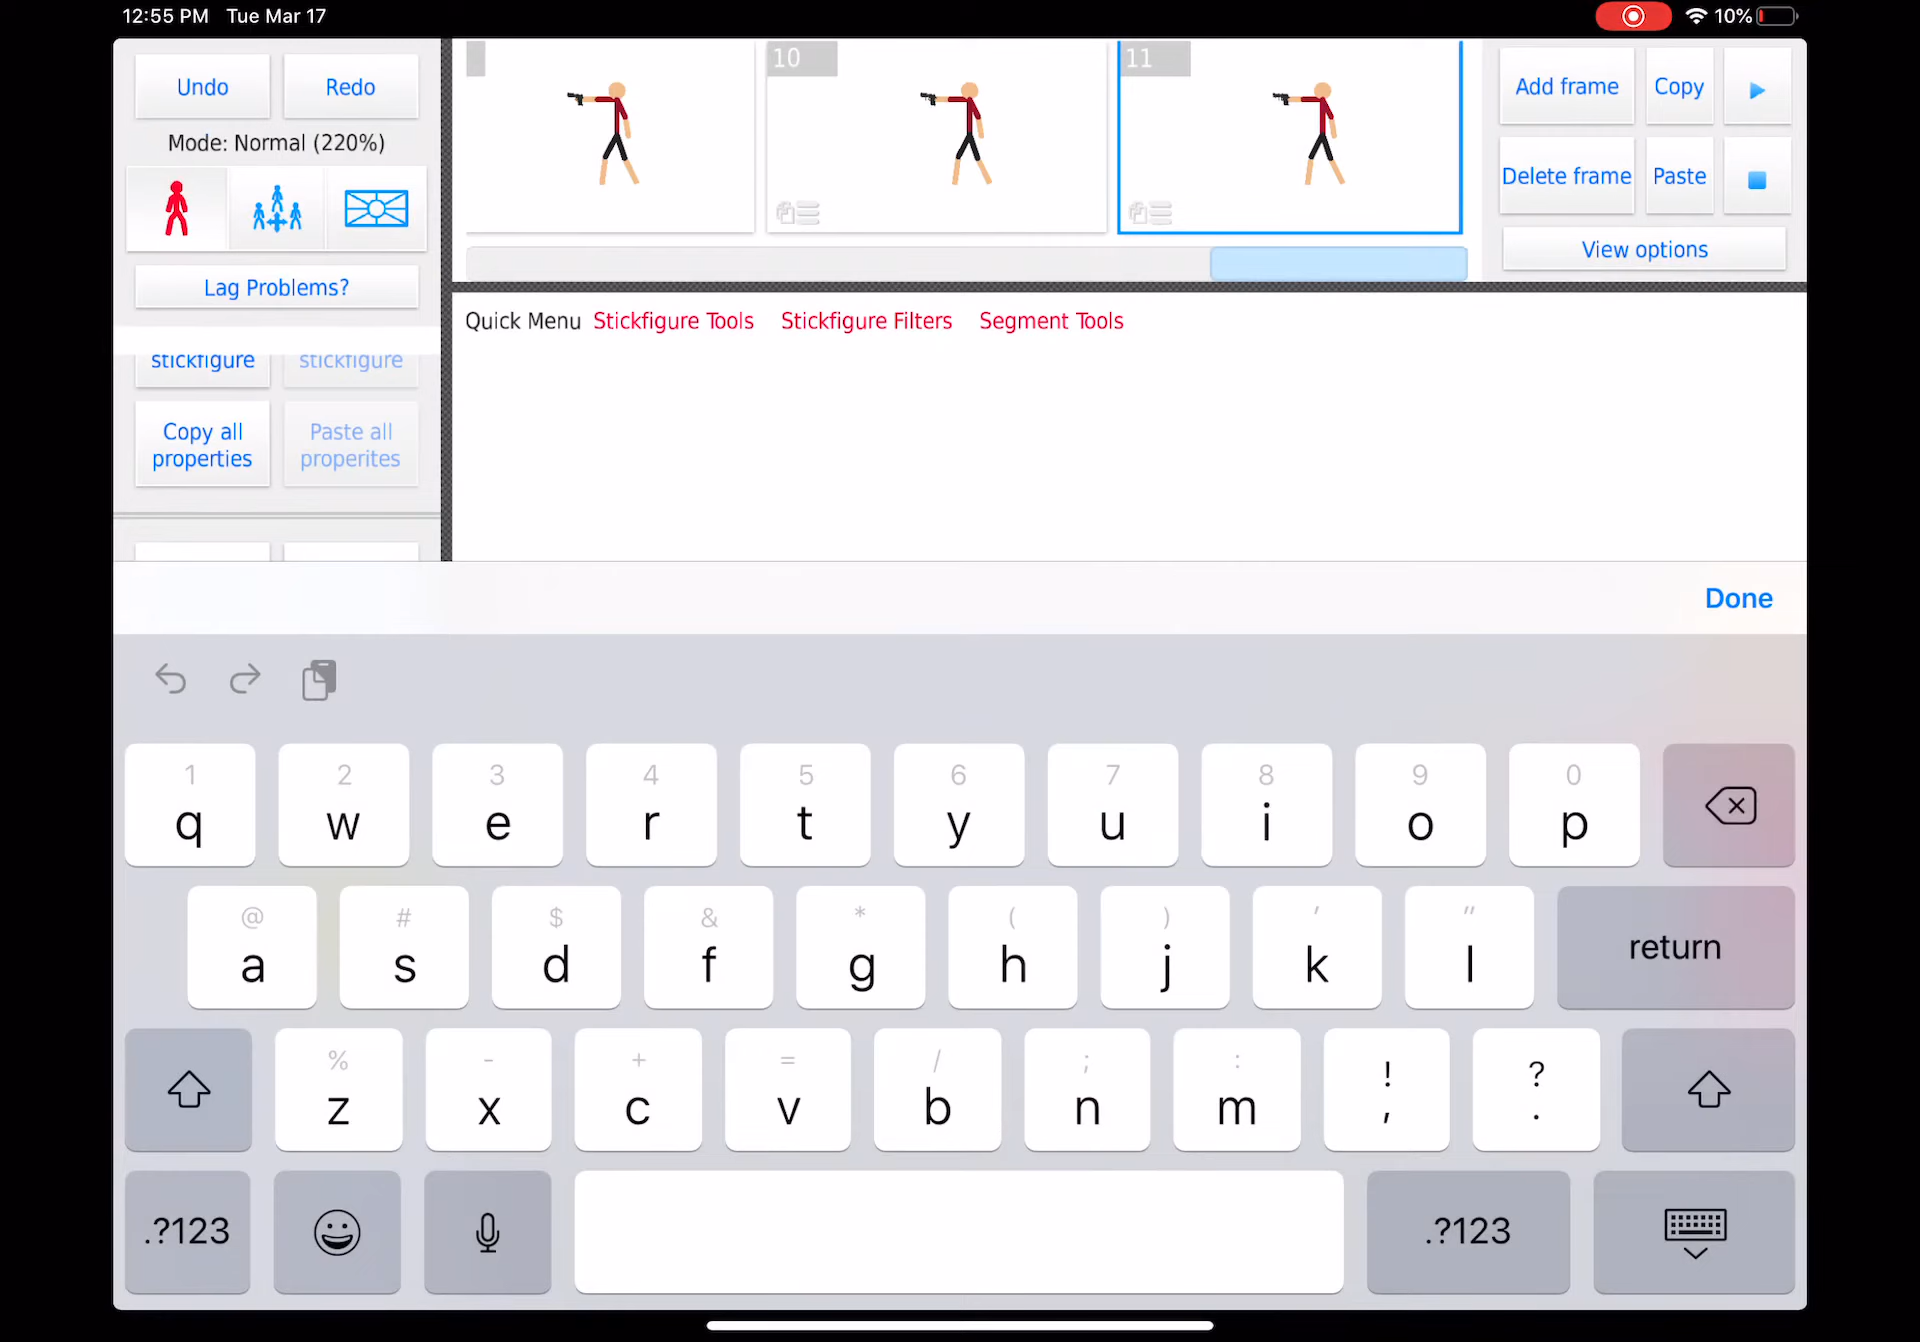 12:55 PM Tue Mar 17
10%
Undo
Redo
Mode: Normal (220%)
Lag Problems?
stickfigure
stickfigure
Copy all
properties
Paste all
properites
10
11
Add frame
Copy
Delete frame
Paste
View options
Quick Menu Stickfigure Tools Stickfigure Filters Segment Tools
Done
1 2 3 4 5 6 7 8 9 0
q w e r t y u i o p
@ # $ & * ( ) ' "
a s d f g h j k l return
% - + = / ; : ! ?
z x c v b n m , .
.?123 .?123